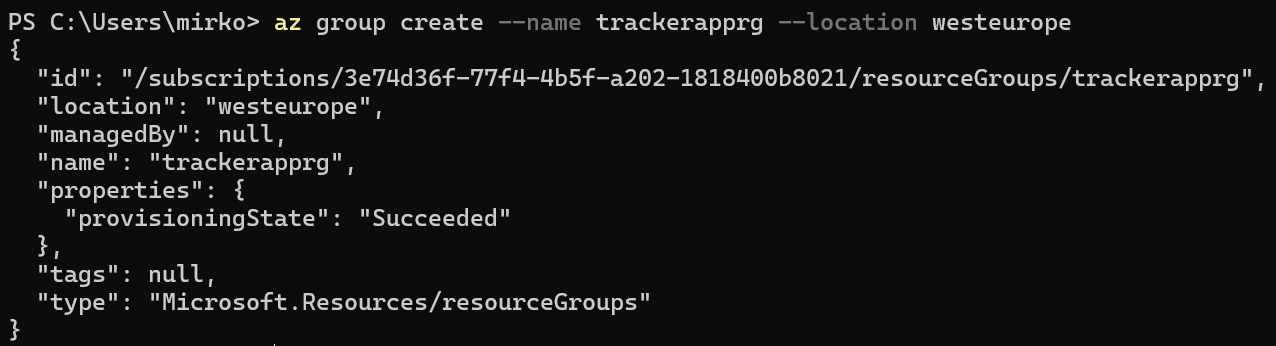 PS C:\Users\mirko> az group create --name trackerapprg --location westeurope
{
  "id": "/subscriptions/3e74d36f-77f4-4b5f-a202-1818400b8021/resourceGroups/trackerapprg",
  "location": "westeurope",
  "managedBy": null,
  "name": "trackerapprg",
  "properties": {
    "provisioningState": "Succeeded"
  },
  "tags": null,
  "type": "Microsoft.Resources/resourceGroups"
}